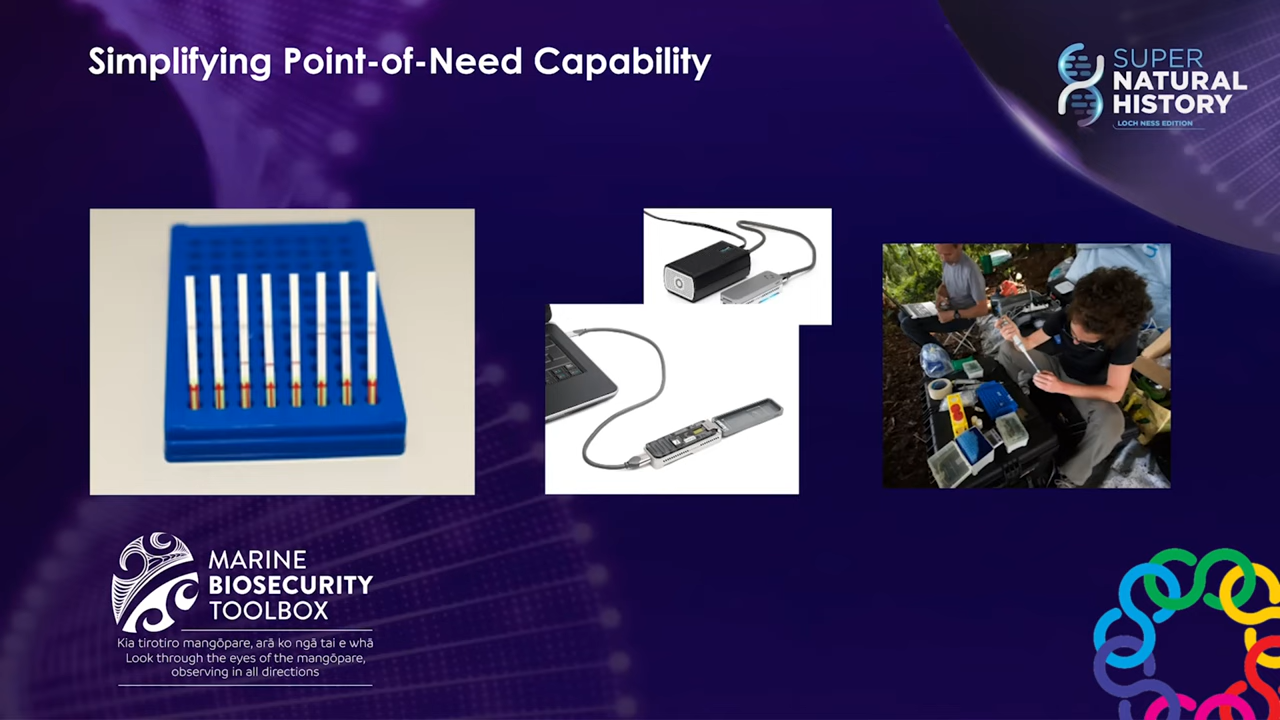 Simplifying Point-of-Need Capability
SUPER
NATURAL
HISTORY
LOCH NESS EDITION
MARINE
BIOSECURITY
TOOLBOX
Kia tirotiro mangōpare, arā ko ngā tai e whā
Look through the eyes of the mangōpare,
observing in all directions